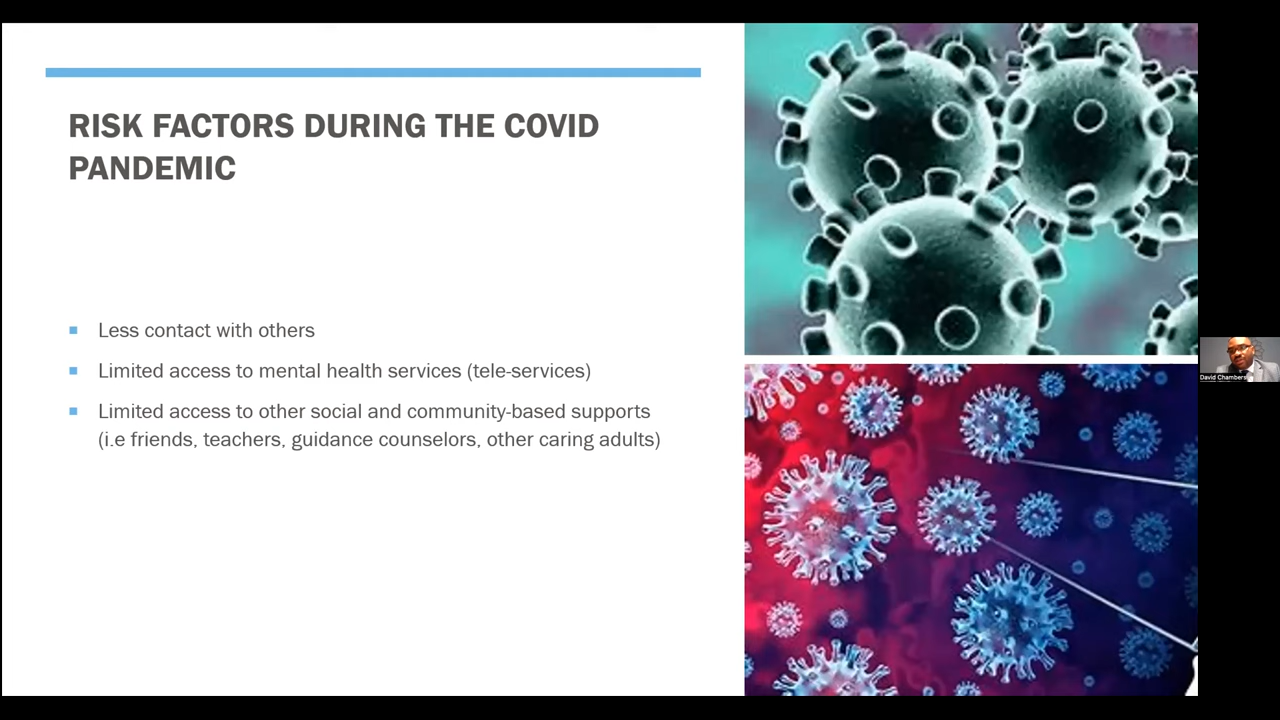 RISK FACTORS DURING THE COVID
PANDEMIC
Less contact with others
Limited access to mental health services (tele-services)
Limited access to other social and community-based supports
(i.e friends, teachers, guidance counselors, other caring adults)
David Chambers